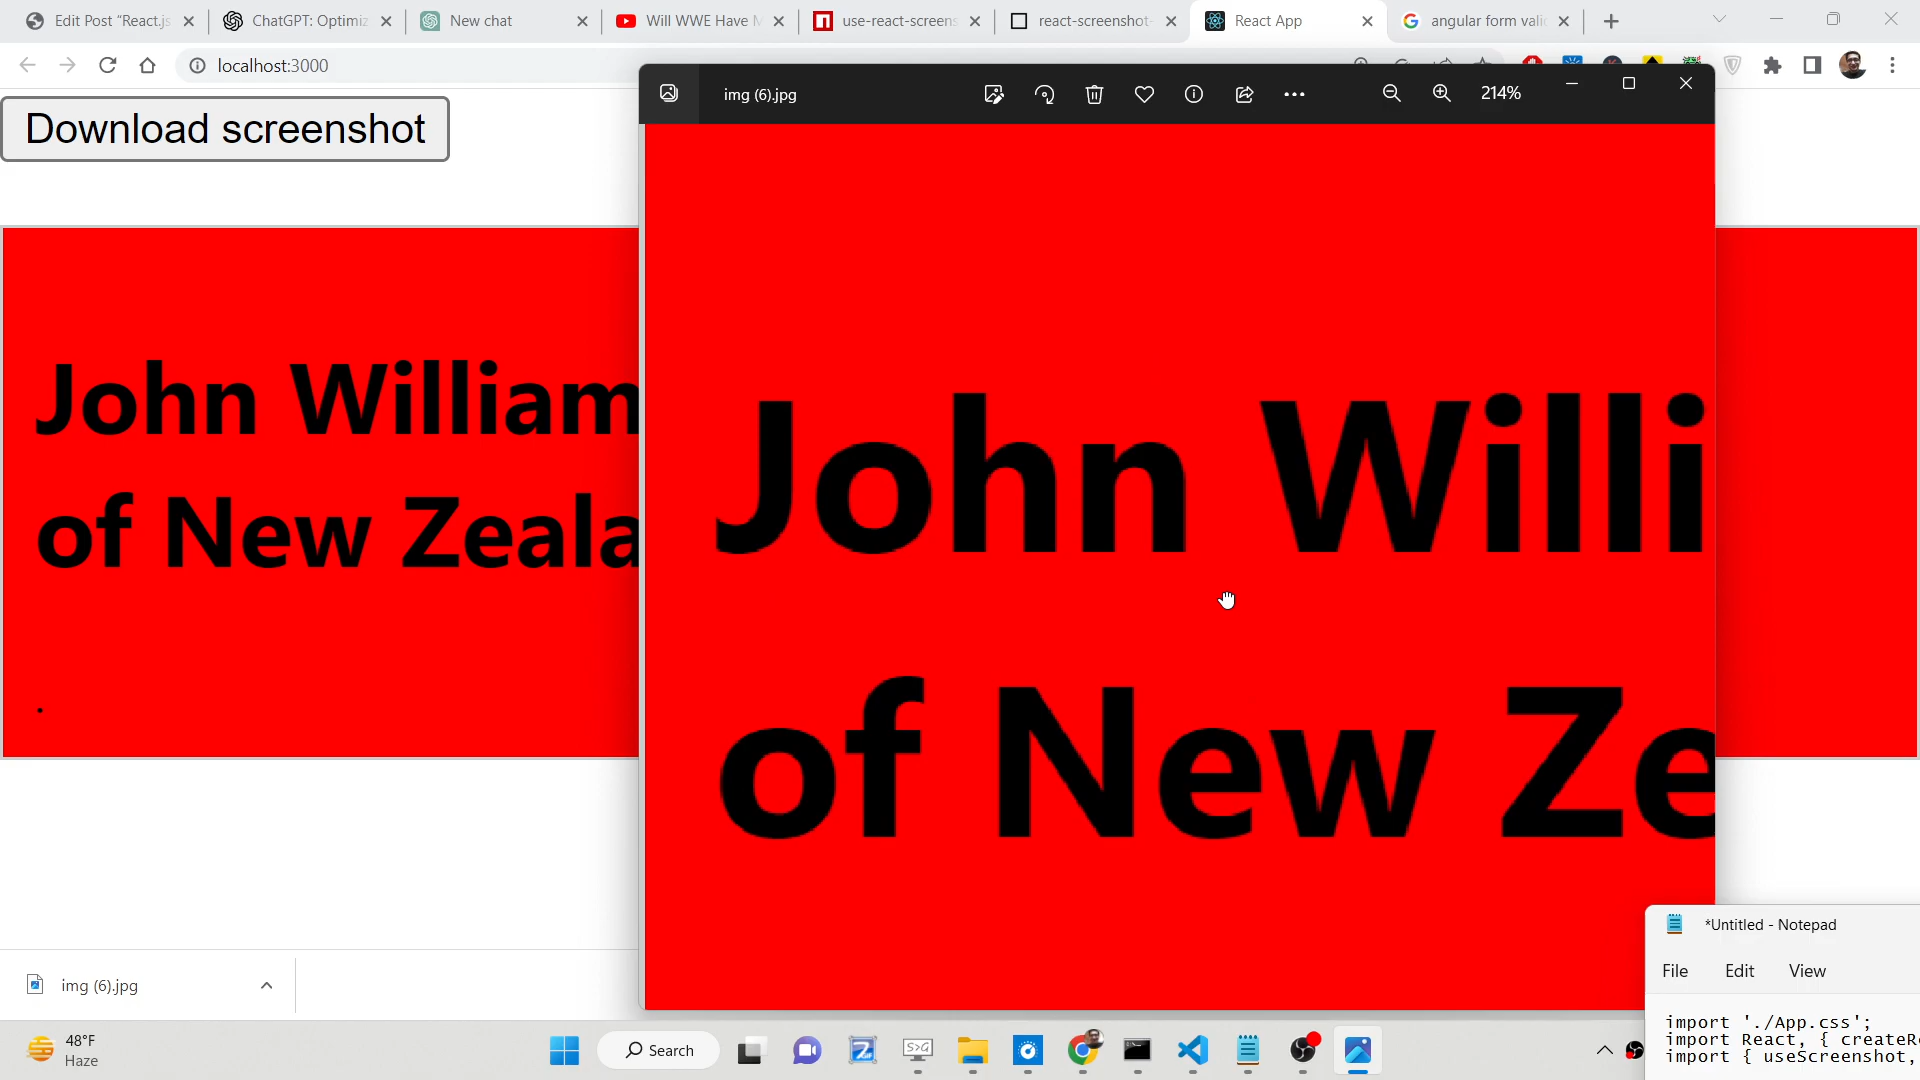 Edit Post “React.js
ChatGPT: Optimiz
New chat
Will WWE Have M
use-react-screens
react-screenshot-
React App
angular form vali
localhost:3000
Download screenshot
John William
of New Zeala
.
img (6).jpg
214%
John Willi
of New Ze
*Untitled - Notepad
File Edit View
import './App.css';
import React, { createRe
import { useScreenshot,
img (6).jpg
48°F
Haze
Search
S>G